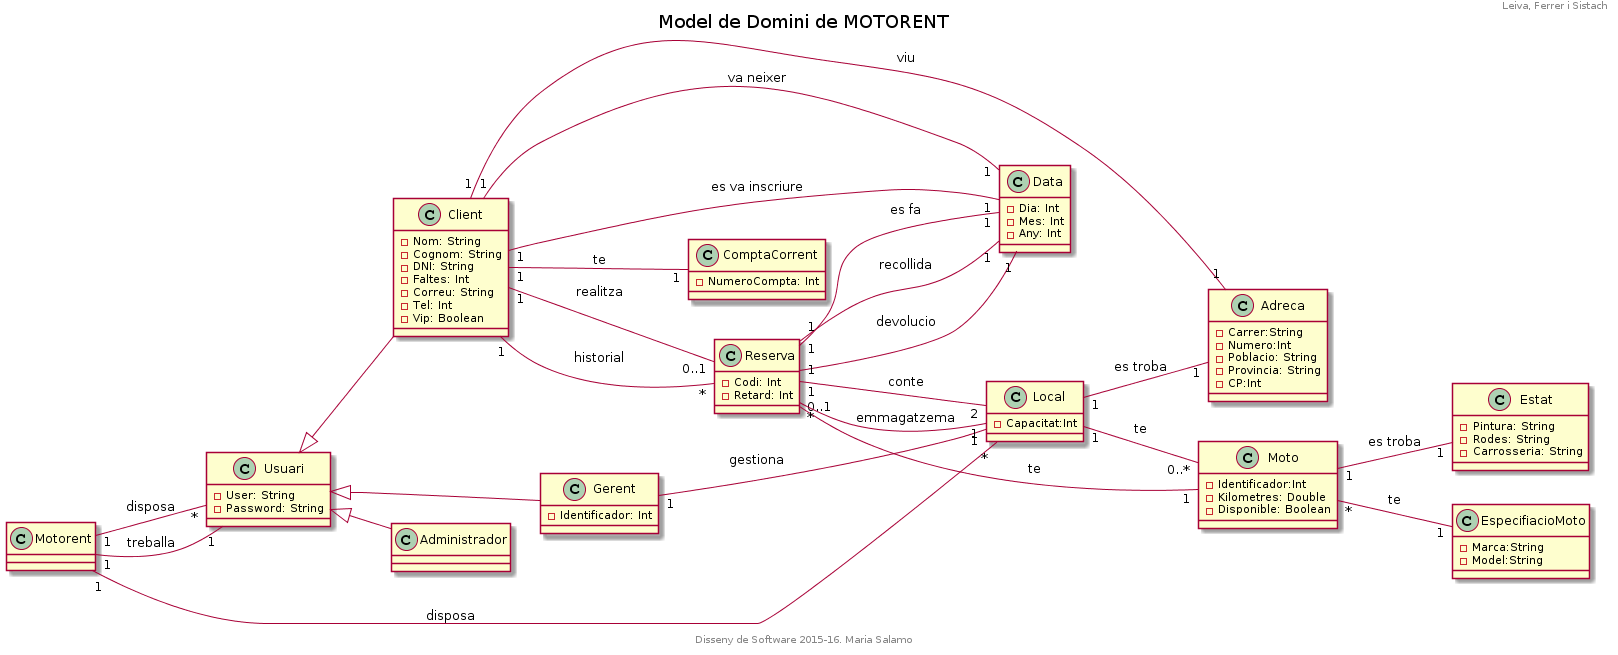 Leiva, Ferrer i Sistach
Model de Domini de MOTORENT
viu
va neixer
1
1 1
C Data
Dia: Int
Mes: Int
Any: Int
es va inscriure
es fa
1
1
C Client
Nom: String
Cognom: String
DNI: String
Faltes: Int
Correu: String
Tel: Int
Vip: Boolean
1
te
1
1
C ComptaCorrent
NumeroCompta: Int
recollida
1
1
1
realitza
1
C Adreca
Carrer:String
Numero:Int
Poblacio: String
Provincia: String
CP:Int
devolucio
1
1
1
historial
0..1
*
C Reserva
Codi: Int
Retard: Int
1
conte
1
0..1
*
2
emmagatzema
1
1
*
C Local
Capacitat:Int
es troba
1
1
te
1
0..*
C Estat
Pintura: String
Rodes: String
Carrosseria: String
es troba
1
1
C Moto
Identificador:Int
Kilometres: Double
Disponible: Boolean
te
1
te
*
1
C EspecifiacioMoto
Marca:String
Model:String
gestiona
1
C Usuari
User: String
Password: String
C Gerent
Identificador: Int
C Administrador
disposa
*
1
treballa
1
1
C Motorent
1
disposa
Disseny de Software 2015-16. Maria Salamo